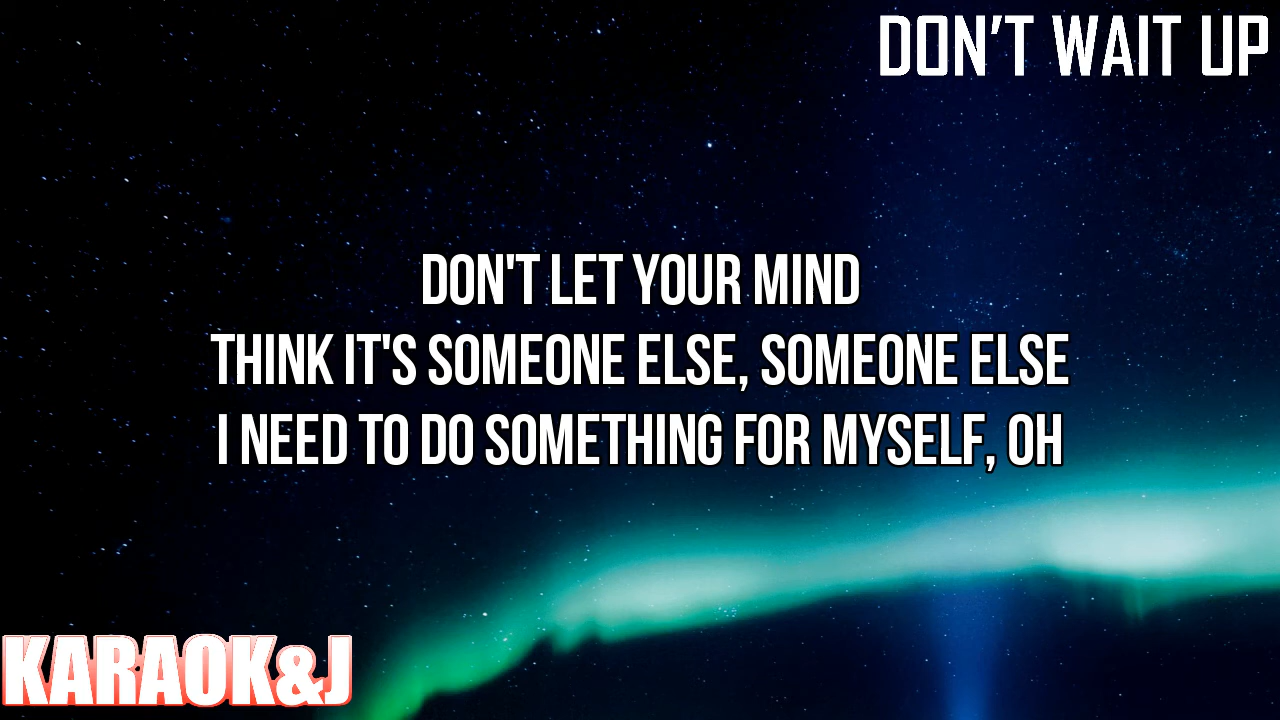 DON'T WAIT UP
DON'T LET YOUR MIND
THINK IT'S SOMEONE ELSE, SOMEONE ELSE
I NEED TO DO SOMETHING FOR MYSELF, OH
KARAOK&J